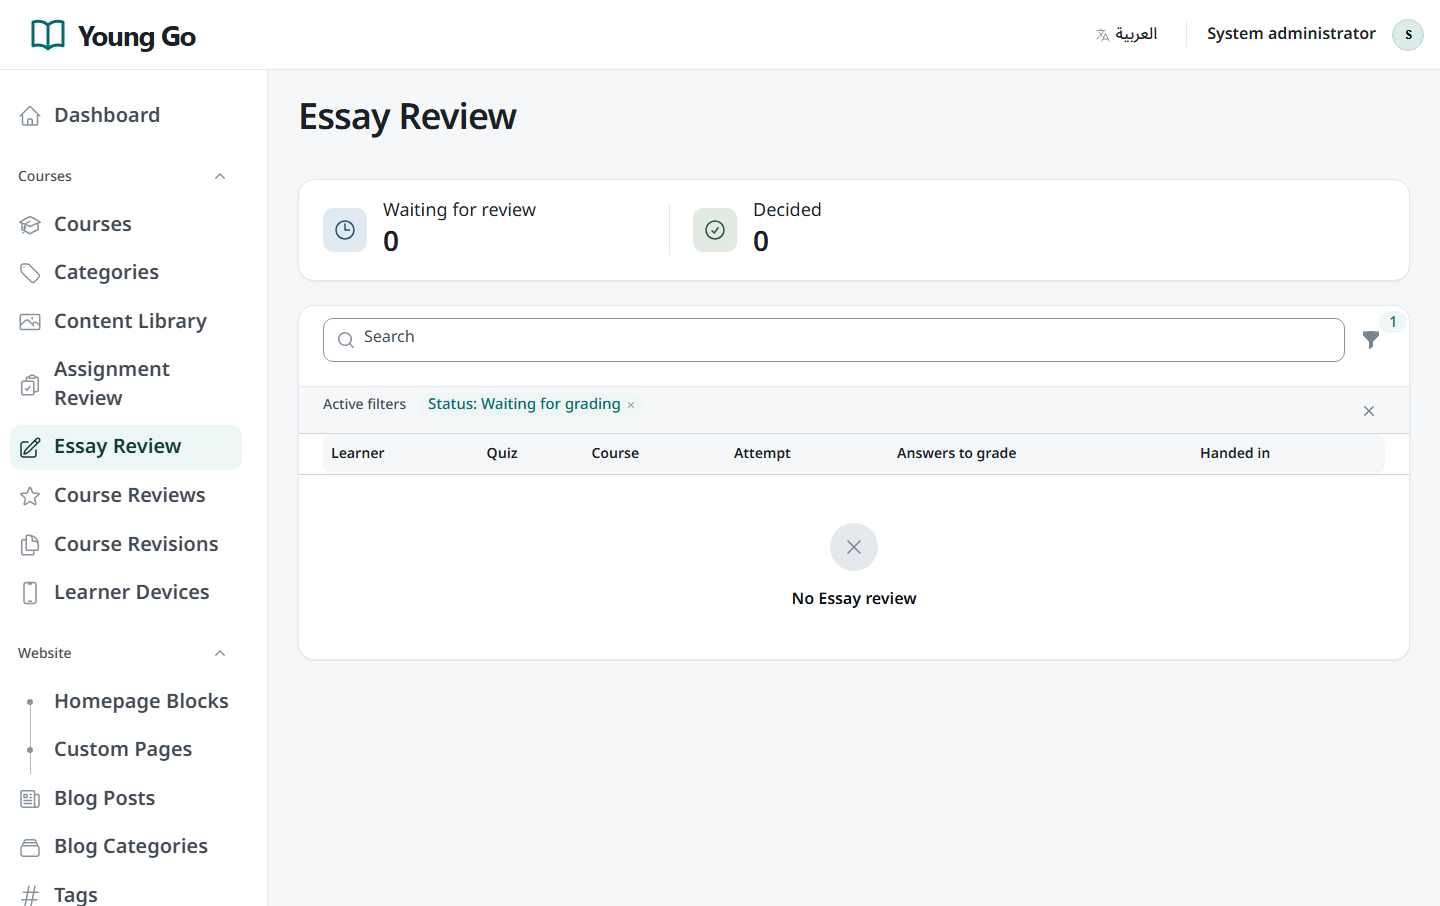 Young Go
العربية
System administrator
S
Dashboard
Courses
Courses
Categories
Content Library
Assignment
Review
Essay Review
Course Reviews
Course Revisions
Learner Devices
Website
Homepage Blocks
Custom Pages
Blog Posts
Blog Categories
Tags
Essay Review
Waiting for review
0
Decided
0
Search
1
Active filters
Status: Waiting for grading ×
Learner Quiz Course Attempt Answers to grade Handed in
No Essay review